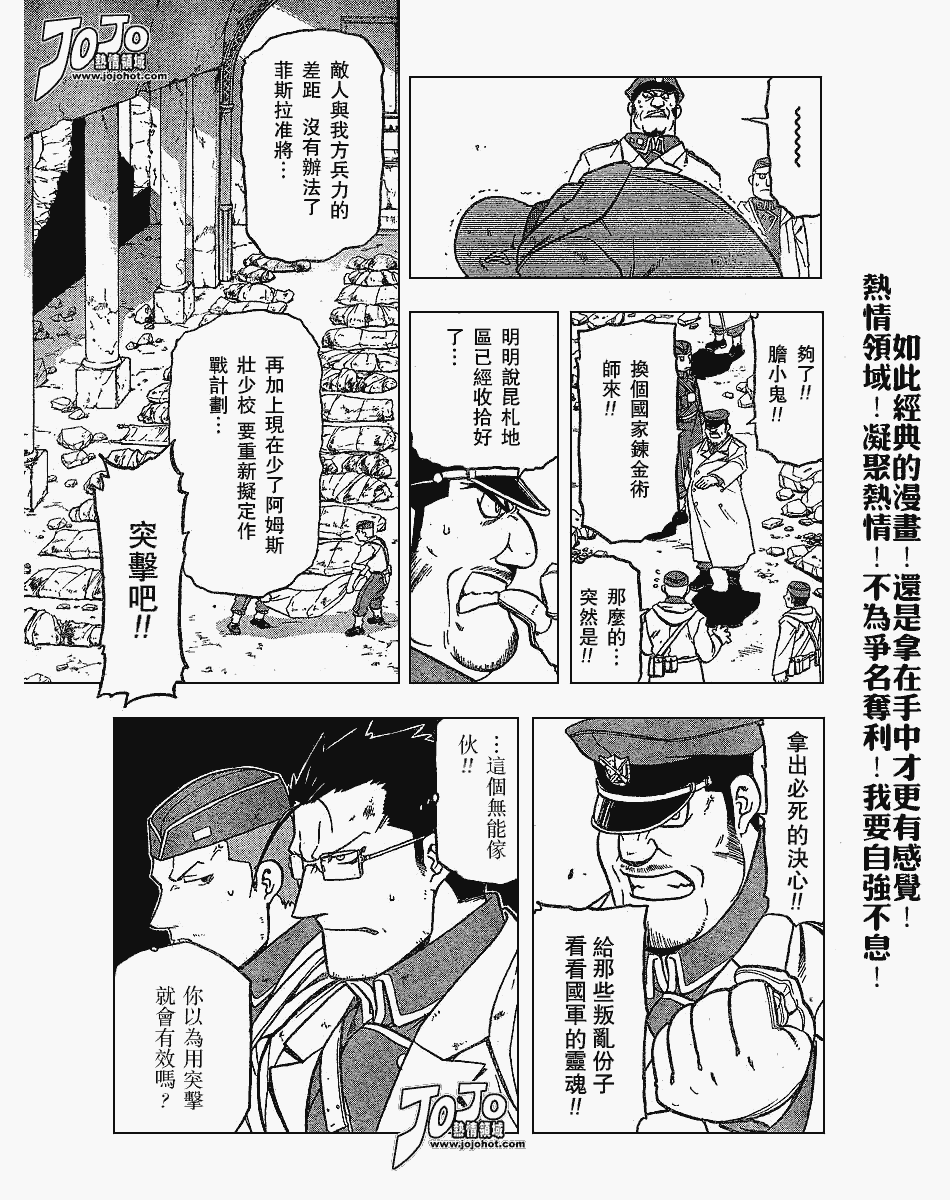 夠了!!
膽小鬼!!
換個國家鍊金術
師來!!
那麼的…
突然是!!
明明說昆札地
區已經收拾好
了…
敵人與我方兵力的
差距 沒有辦法了
菲斯拉准將…
再加上現在少了阿姆斯
壯少校 要重新擬定作
戰計劃…
突擊吧!!
拿出必死的決心!!
給那些叛亂份子
看看國軍的靈魂!!
…這個無能傢
伙!!
你以為用突擊
就會有效嗎?
如此經典的漫畫!還是拿在手中才更有感覺!
熱情領域!凝聚熱情!不為爭名奪利!我要自強不息!
JOJO
熱情領域
www.jojohot.com
JOJO
熱情領域
www.jojohot.com